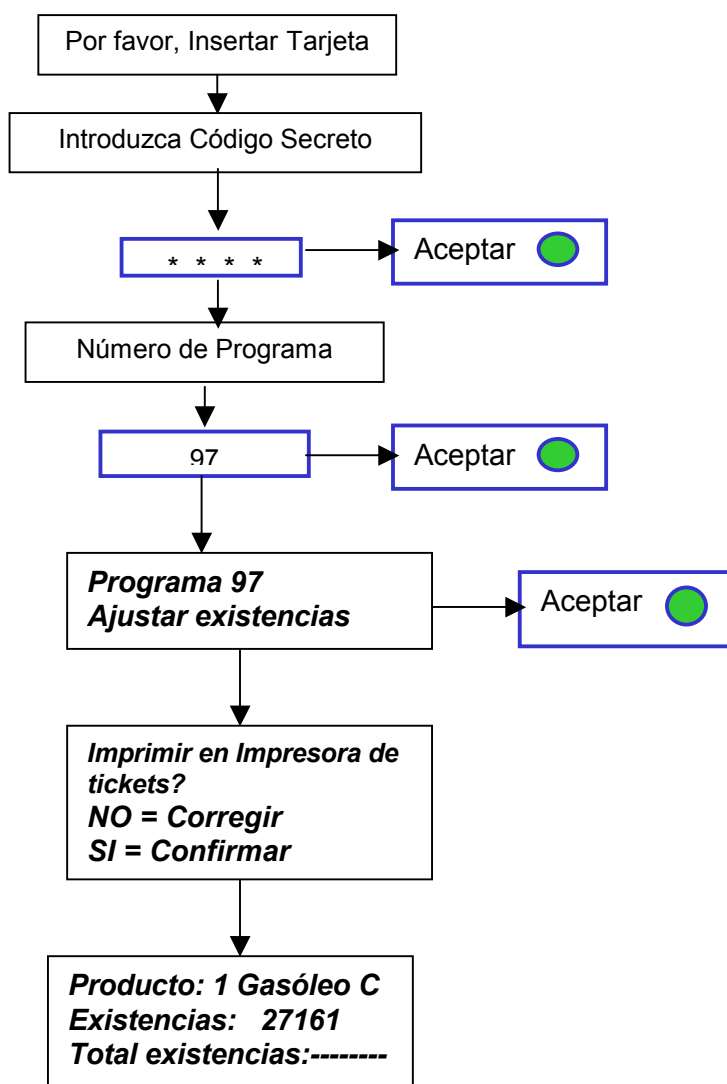 Por favor, Insertar Tarjeta
Introduzca Código Secreto
* * * *
Aceptar
Número de Programa
97
Aceptar
Programa 97
Ajustar existencias
Aceptar
Imprimir en Impresora de
tickets?
NO = Corregir
SI = Confirmar
Producto: 1 Gasóleo C
Existencias: 27161
Total existencias:--------